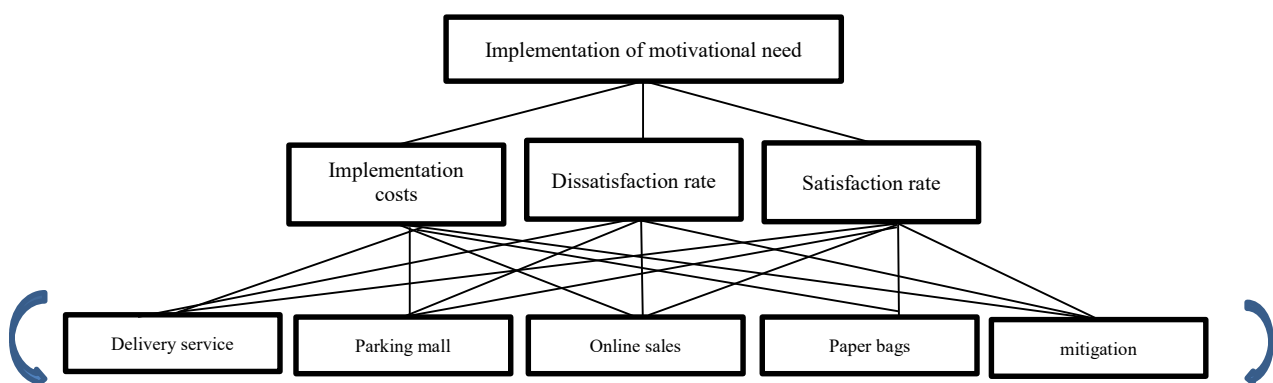 Implementation of motivational need
Implementation
costs
Dissatisfaction rate
Satisfaction rate
Delivery service
Parking mall
Online sales
Paper bags
mitigation